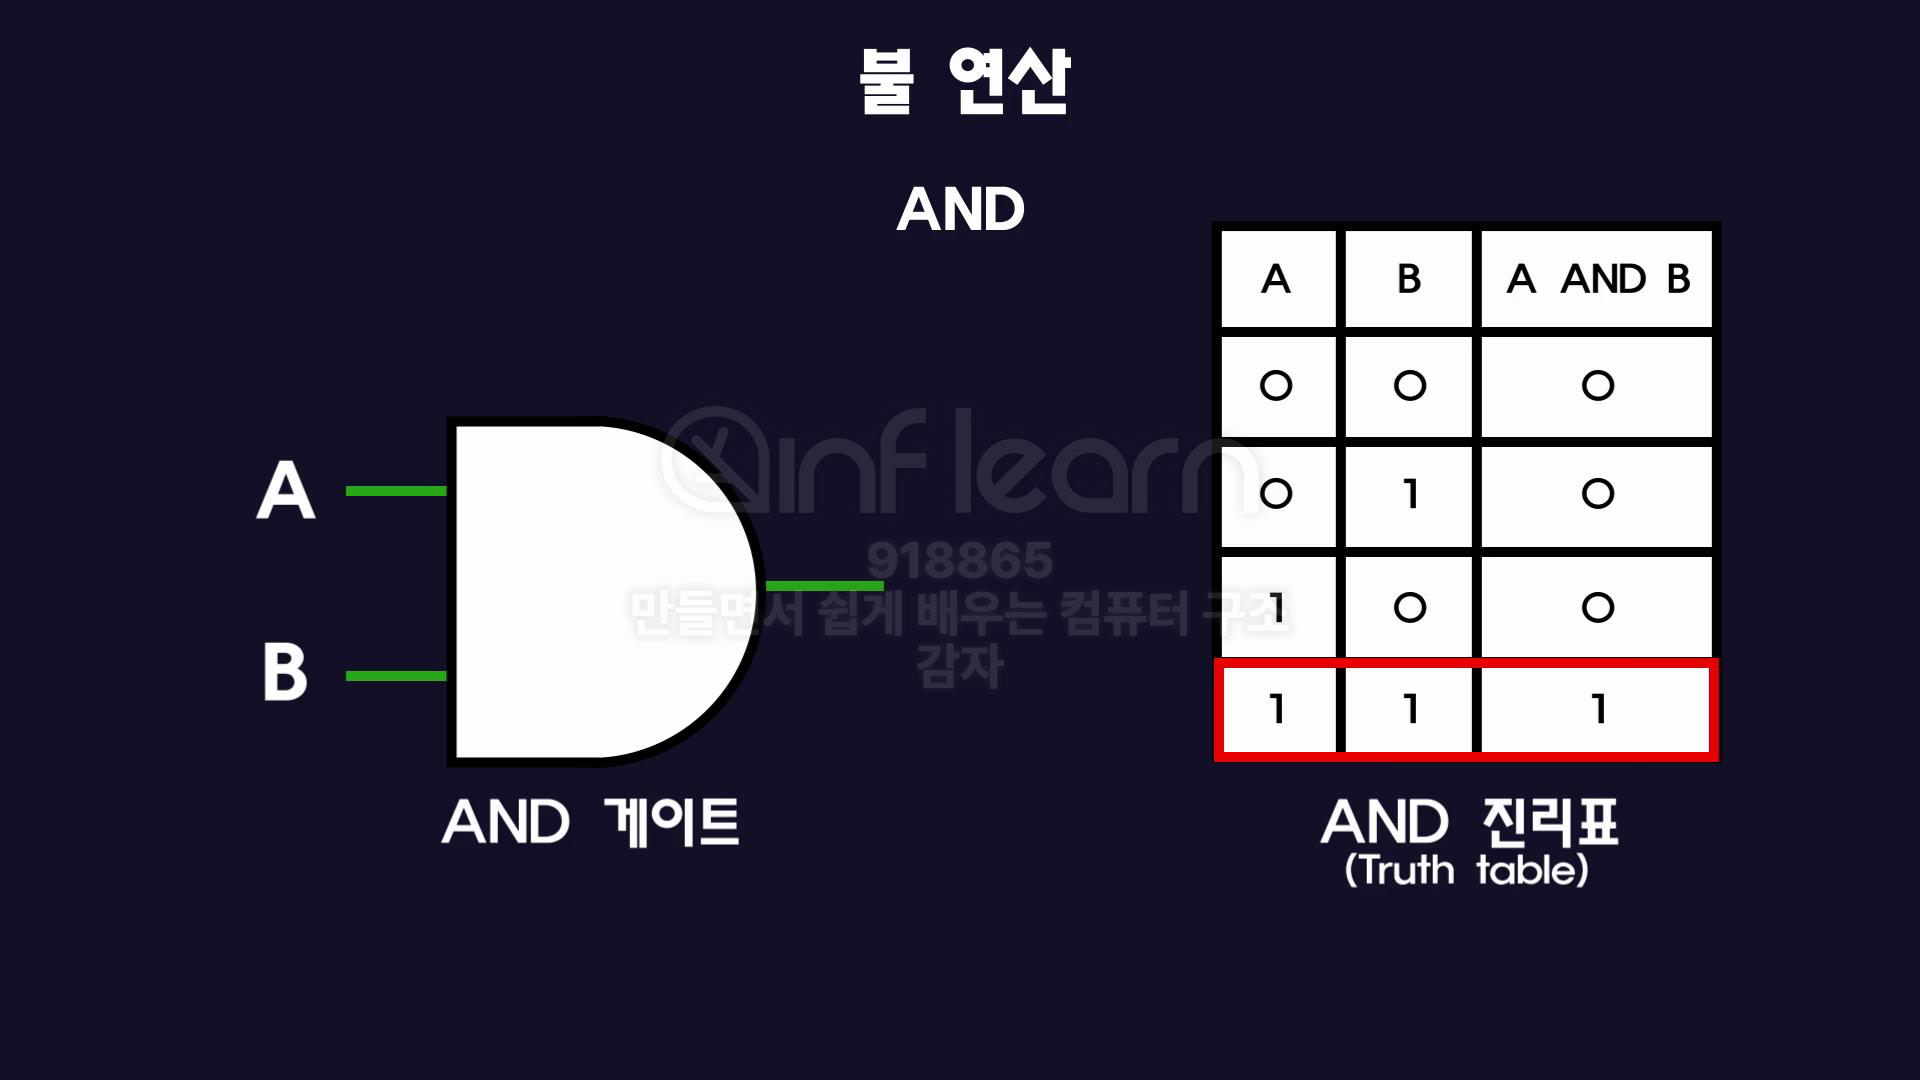 불 연산
AND
A
B
AND 게이트
A B A AND B
0 0 0
0 1 0
1 0 0
1 1 1
AND 진리표
(Truth table)
inflearn
918865
만들면서 쉽게 배우는 컴퓨터 구조
감자